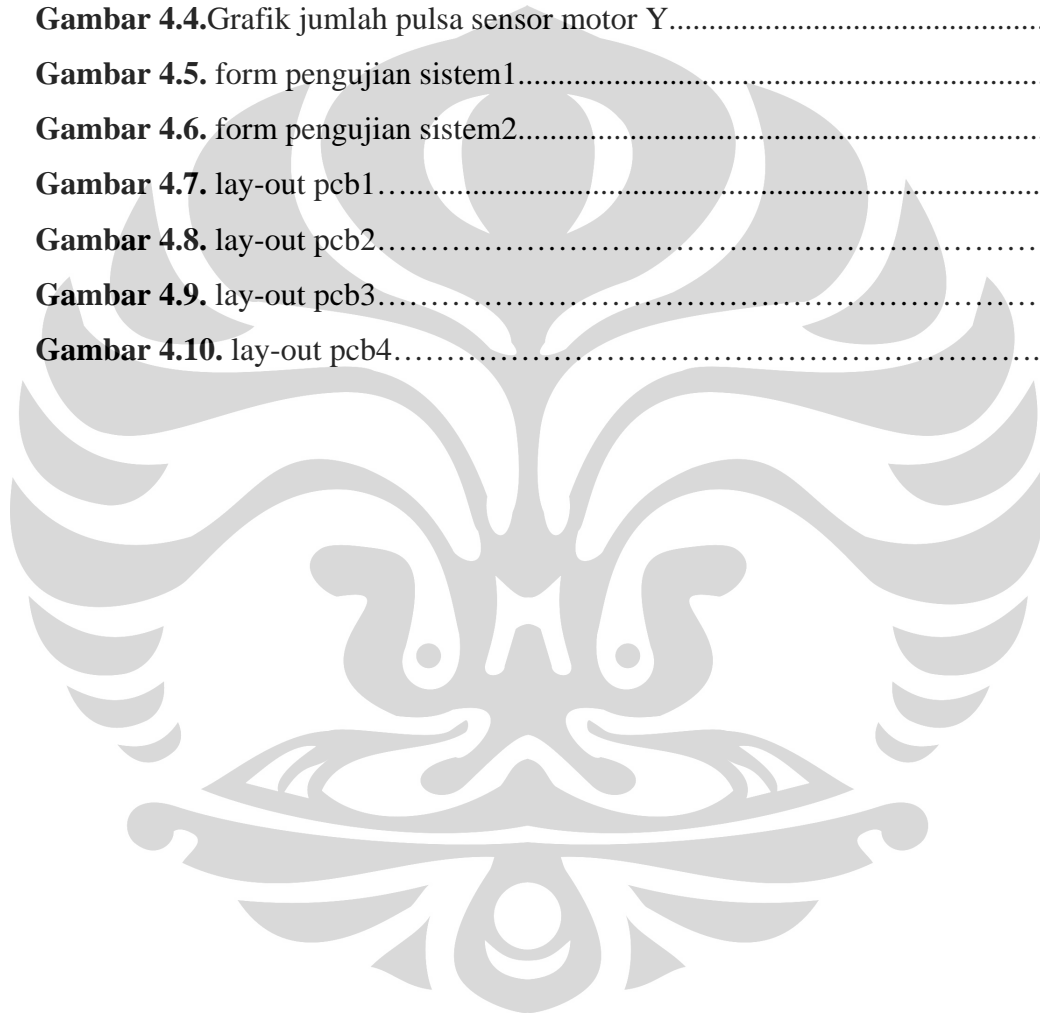 Gambar 4.4.Grafik jumlah pulsa sensor motor Y..........................................................
Gambar 4.5. form pengujian sistem1................................................................................
Gambar 4.6. form pengujian sistem2................................................................................
Gambar 4.7. lay-out pcb1….............................................................................................
Gambar 4.8. lay-out pcb2………………………………………………………………
Gambar 4.9. lay-out pcb3………………………………………………………………
Gambar 4.10. lay-out pcb4……………………………………………………………..